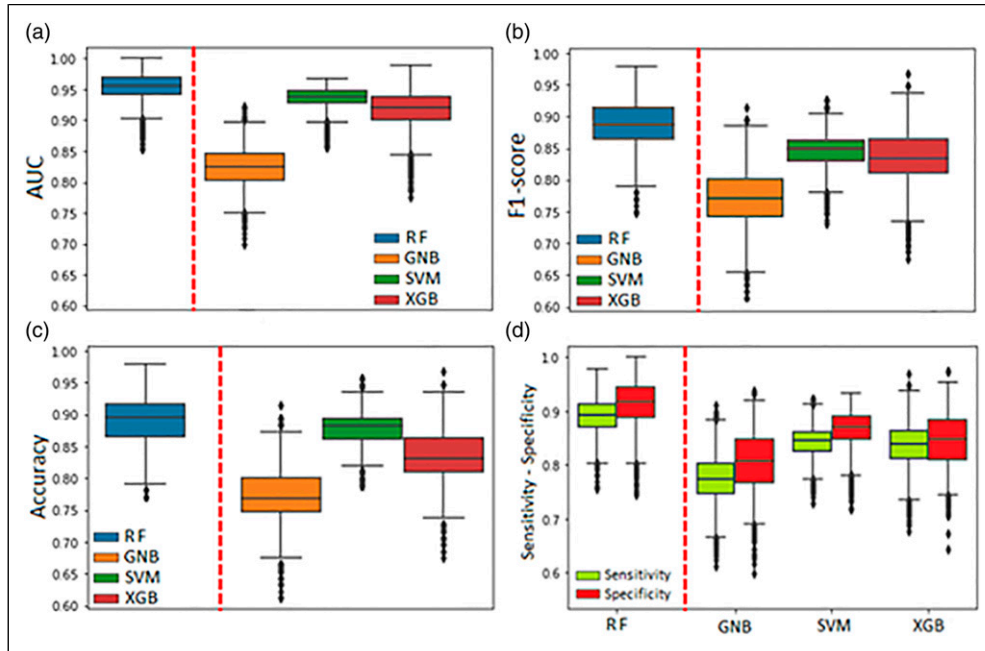 (a)
1.00
0.95
0.90
0.85
0.80
0.75
0.70
0.65
0.60
AUC
RF
GNB
SVM
XGB
(b)
1.00
0.95
0.90
0.85
0.80
0.75
0.70
0.65
0.60
F1-score
RF
GNB
SVM
XGB
(c)
1.00
0.95
0.90
0.85
0.80
0.75
0.70
0.65
0.60
Accuracy
RF
GNB
SVM
XGB
(d)
1.0
0.9
0.8
0.7
0.6
Sensitivity - Specificity
Sensitivity
Specificity
RF
GNB
SVM
XGB